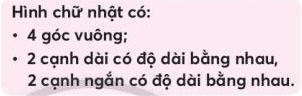 Hình chữ nhật có:
• 4 góc vuông;
• 2 cạnh dài có độ dài bằng nhau,
2 cạnh ngắn có độ dài bằng nhau.